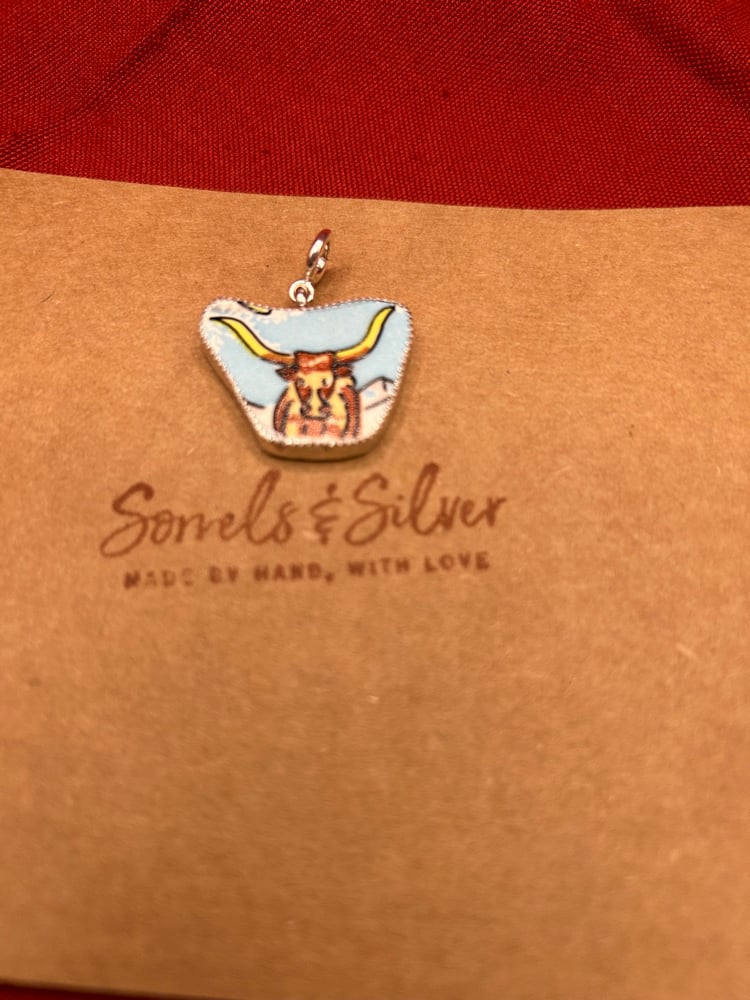 Sorrels & Silver
MADE BY HAND, WITH LOVE